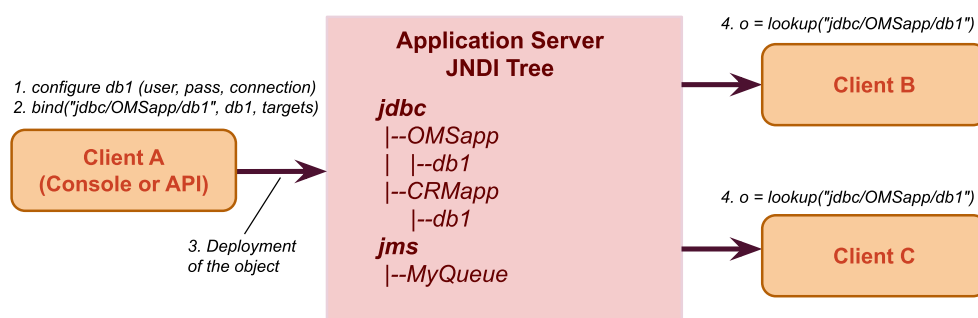 1. configure db1 (user, pass, connection)
2. bind("jdbc/OMSapp/db1", db1, targets)
Client A
(Console or API)
3. Deployment
of the object
Application Server
JNDI Tree
jdbc
|--OMSapp
|   |--db1
|--CRMapp
|--db1
jms
|--MyQueue
4. o = lookup("jdbc/OMSapp/db1")
Client B
4. o = lookup("jdbc/OMSapp/db1")
Client C